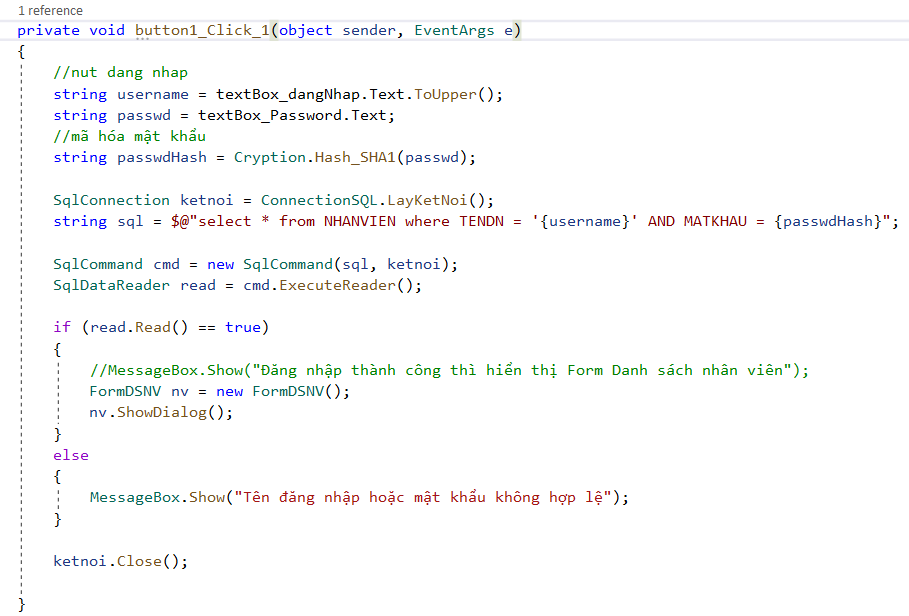 1 reference
private void button1_Click_1(object sender, EventArgs e)
{
//nut dang nhap
string username = textBox_dangNhap.Text.ToUpper();
string passwd = textBox_Password.Text;
//mã hóa mật khẩu
string passwdHash = Cryption.Hash_SHA1(passwd);
SqlConnection ketnoi = ConnectionSQL.LayKetNoi();
string sql = $@"select * from NHANVIEN where TENDN = '{username}' AND MATKHAU = {passwdHash}";
SqlCommand cmd = new SqlCommand(sql, ketnoi);
SqlDataReader read = cmd.ExecuteReader();
if (read.Read() == true)
{
//MessageBox.Show("Đăng nhập thành công thì hiển thị Form Danh sách nhân viên");
FormDSNV nv = new FormDSNV();
nv.ShowDialog();
}
else
{
MessageBox.Show("Tên đăng nhập hoặc mật khẩu không hợp lệ");
}
ketnoi.Close();
}